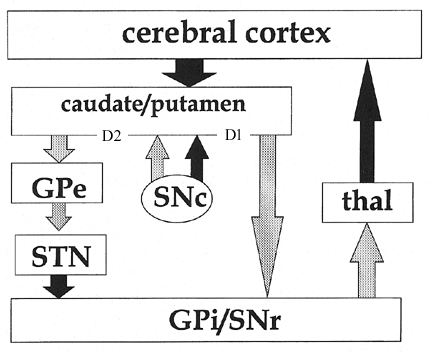 cerebral cortex
caudate/putamen
D2 D1
GPe
SNc
thal
STN
GPi/SNr